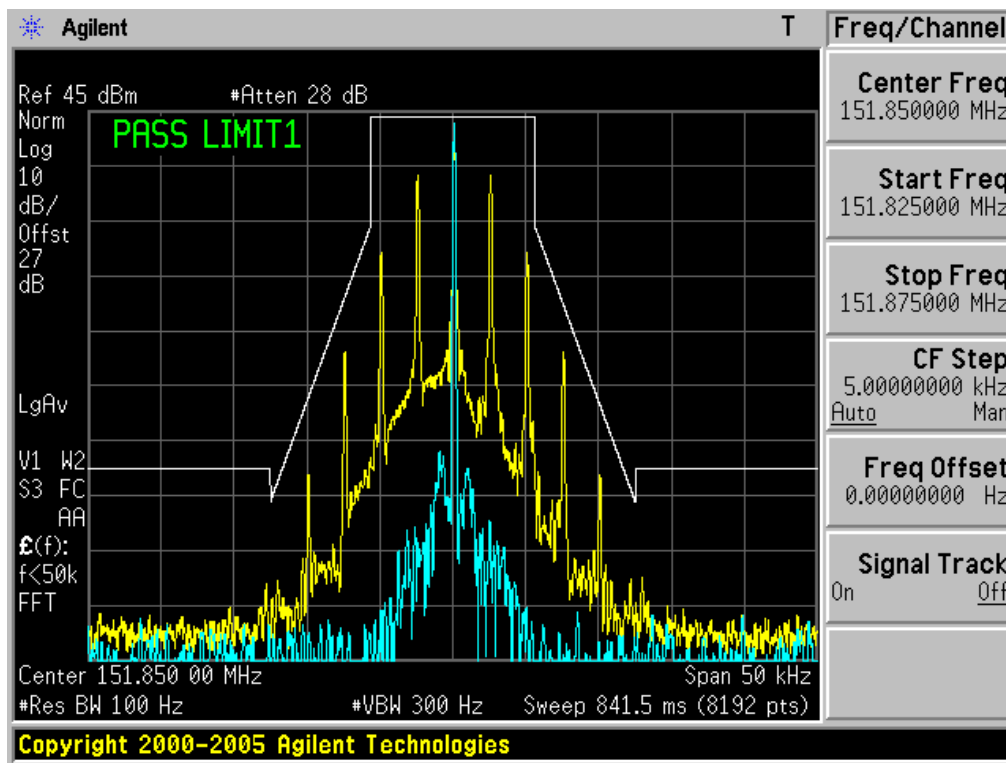 Agilent T Freq/Channel
Ref 45 dBm #Atten 28 dB
Norm
Log
10
dB/
Offst
27
dB
PASS LIMIT1
LgAv
V1 W2
S3 FC
AA
£(f):
f<50k
FFT
Center 151.850 00 MHz Span 50 kHz
#Res BW 100 Hz #VBW 300 Hz Sweep 841.5 ms (8192 pts)
Copyright 2000-2005 Agilent Technologies
Center Freq
151.850000 MHz
Start Freq
151.825000 MHz
Stop Freq
151.875000 MHz
CF Step
5.00000000 kHz
Auto Man
Freq Offset
0.00000000 Hz
Signal Track
On Off